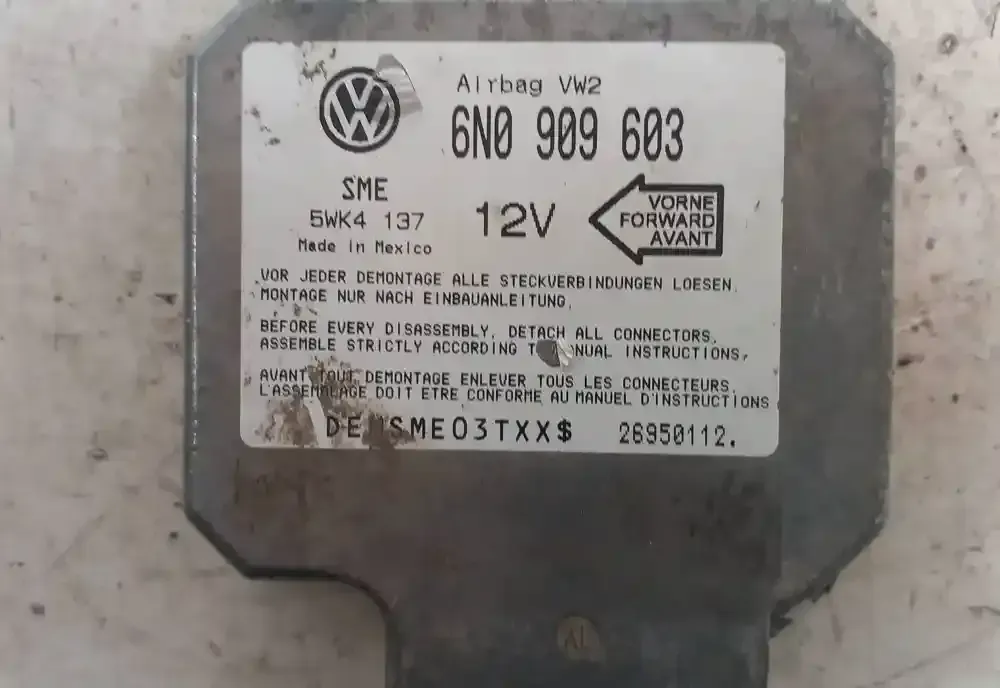 Airbag VW2
6N0 909 603
SME
5WK4 137
Made in Mexico
12V
VORNE
FORWARD
AVANT
VOR JEDER DEMONTAGE ALLE STECKVERBINDUNGEN LOESEN.
MONTAGE NUR NACH EINBAUANLEITUNG.
BEFORE EVERY DISASSEMBLY, DETACH ALL CONNECTORS.
ASSEMBLE STRICTLY ACCORDING INSTRUCTIONS.
AVANT TOUT DEMONTAGE ENLEVER TOUS LES CONNECTEURS.
L'ASSEMBLAGE DOIT ETRE CONFORME AU MANUEL D'INSTRUCTIONS
26950112.
AL